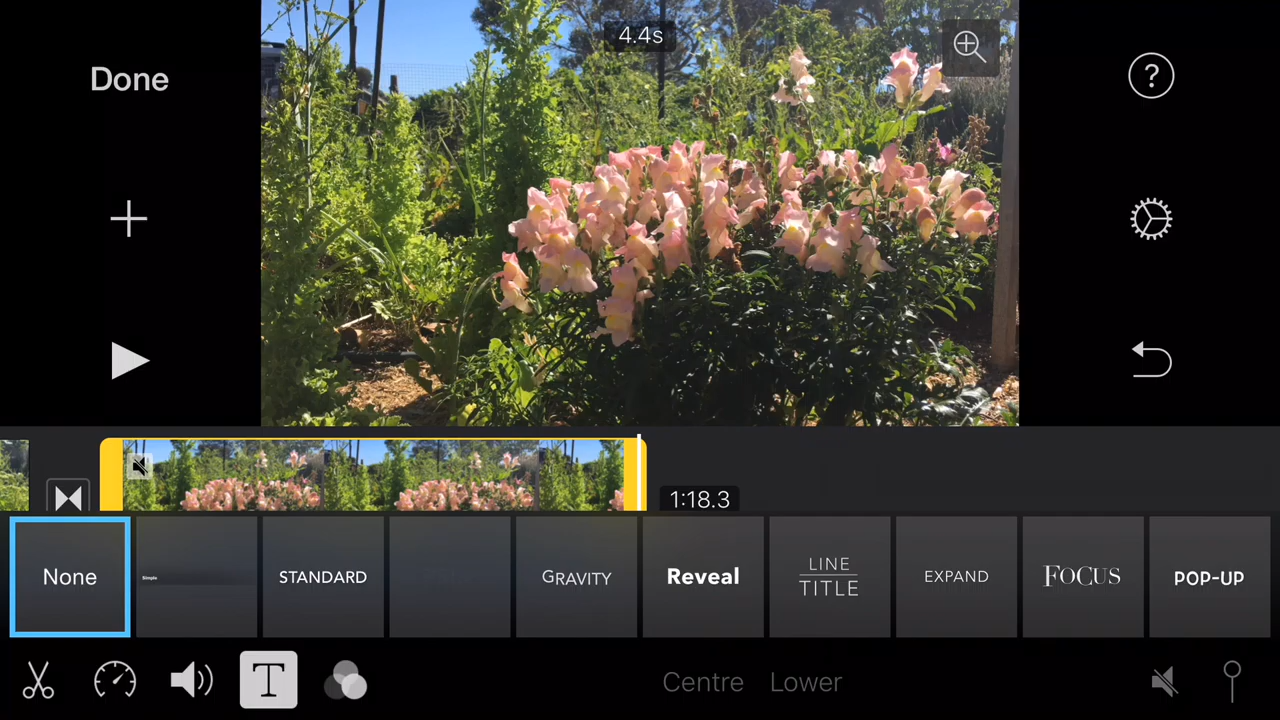 4.4s
Done
?
1:18.3
None
Simple
STANDARD
GRAVITY
Reveal
LINE
TITLE
EXPAND
FOCUS
POP-UP
T
Centre Lower